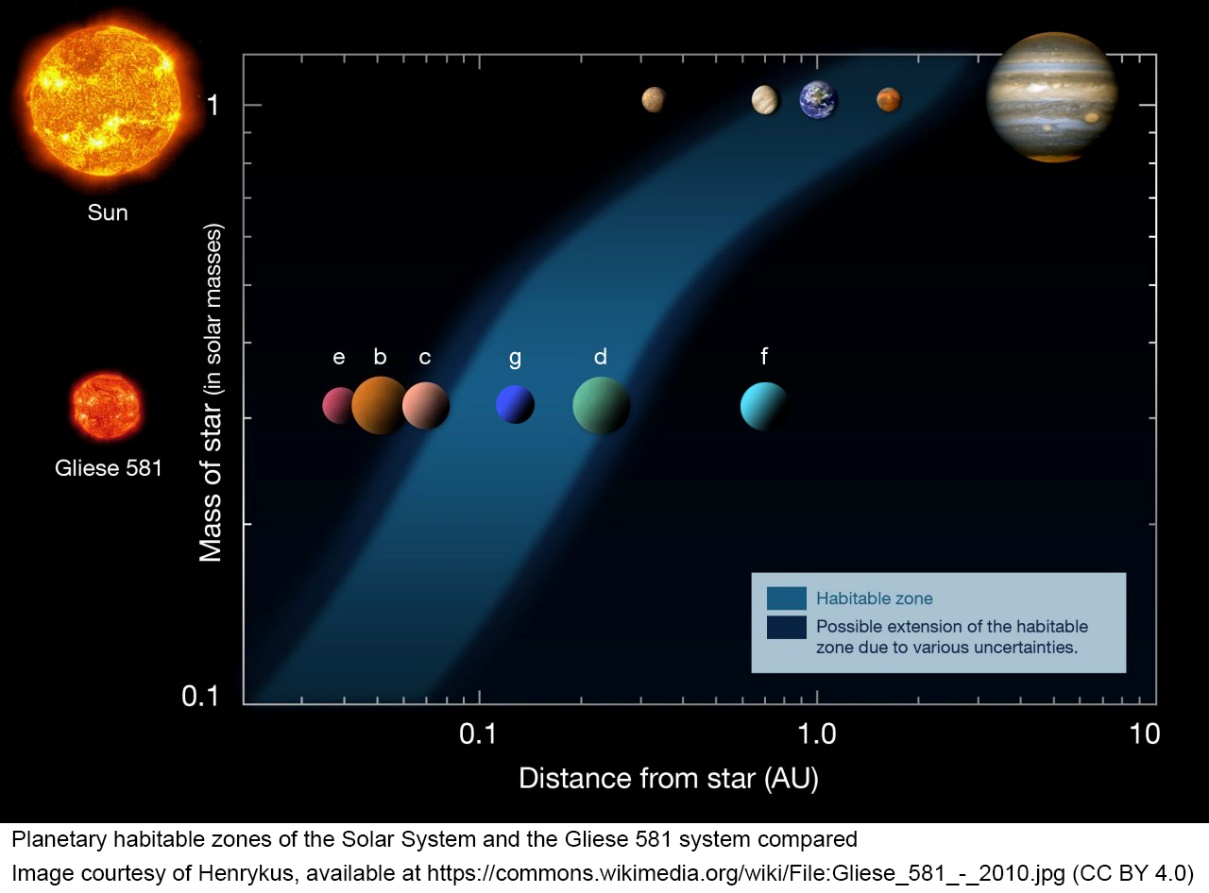 Sun
Gliese 581
Mass of star (in solar masses)
1
0.1
e b c g d f
Habitable zone
Possible extension of the habitable
zone due to various uncertainties.
0.1 1.0 10
Distance from star (AU)
Planetary habitable zones of the Solar System and the Gliese 581 system compared
Image courtesy of Henrykus, available at https://commons.wikimedia.org/wiki/File:Gliese_581_-_2010.jpg (CC BY 4.0)